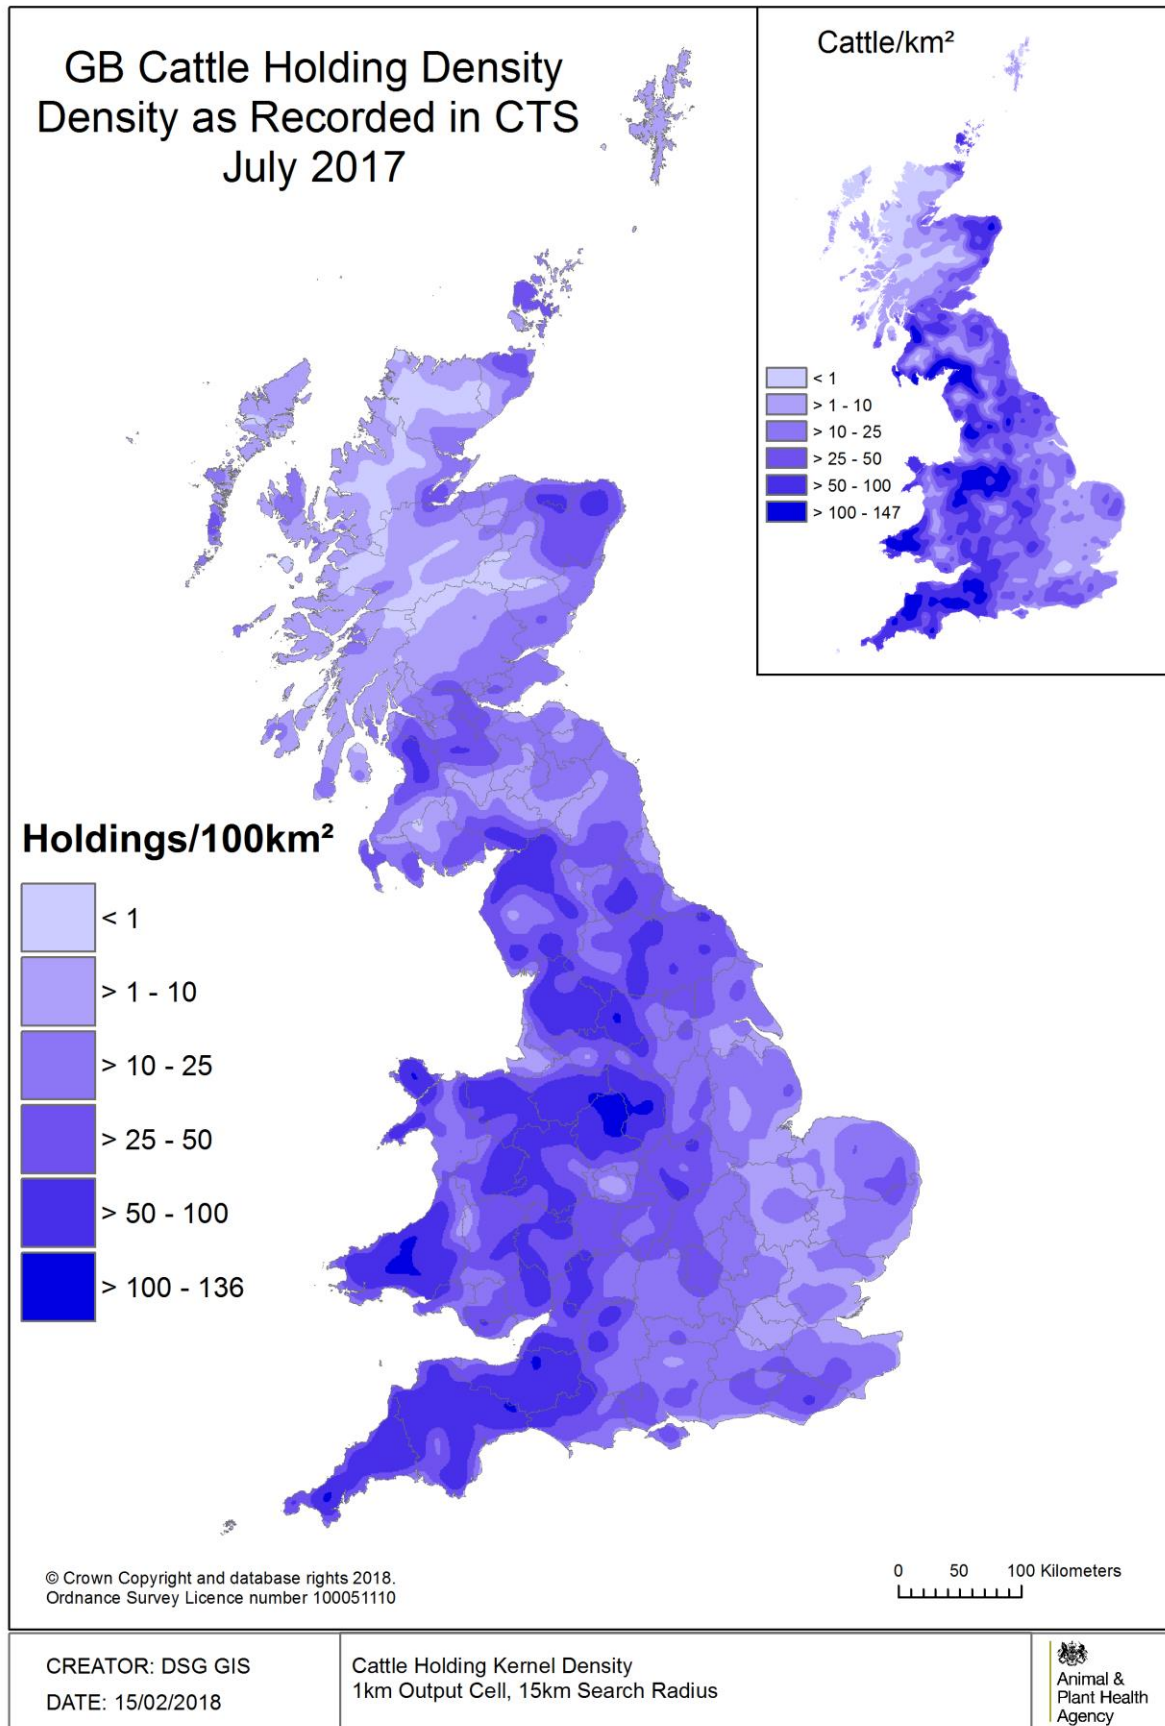 GB Cattle Holding Density
Density as Recorded in CTS
July 2017
Cattle/km²
< 1
> 1 - 10
> 10 - 25
> 25 - 50
> 50 - 100
> 100 - 147
Holdings/100km²
< 1
> 1 - 10
> 10 - 25
> 25 - 50
> 50 - 100
> 100 - 136
© Crown Copyright and database rights 2018.
Ordnance Survey Licence number 100051110
0 50 100 Kilometers
CREATOR: DSG GIS
DATE: 15/02/2018
Cattle Holding Kernel Density
1km Output Cell, 15km Search Radius
Animal &
Plant Health
Agency